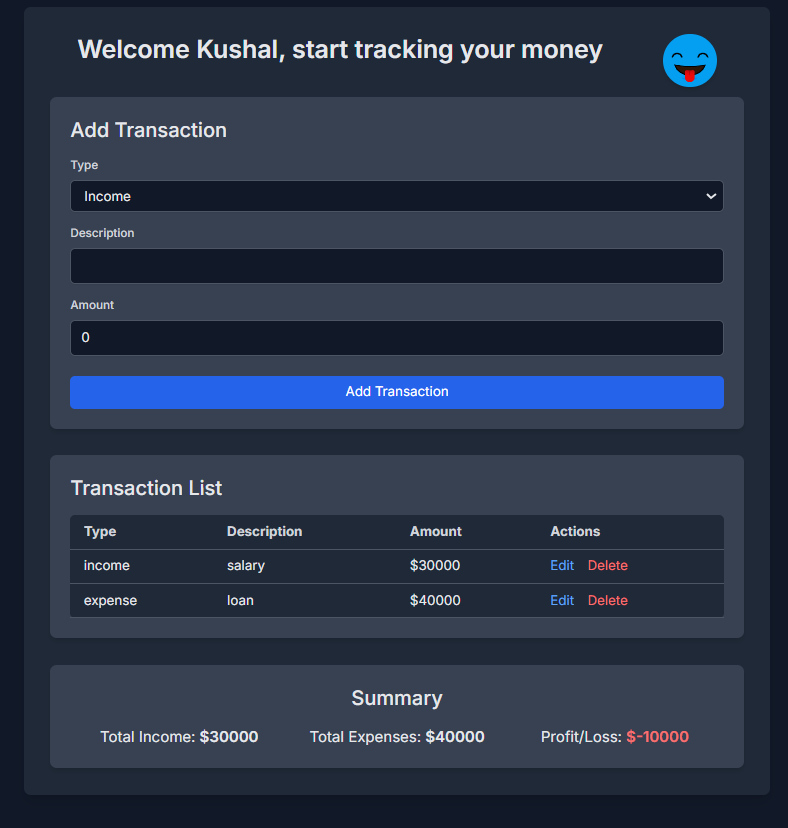 Welcome Kushal, start tracking your money
Add Transaction
Type
Income
Description
Amount
0
Add Transaction
Transaction List
Type Description Amount Actions
income salary $30000 Edit Delete
expense loan $40000 Edit Delete
Summary
Total Income: $30000 Total Expenses: $40000 Profit/Loss: $-10000